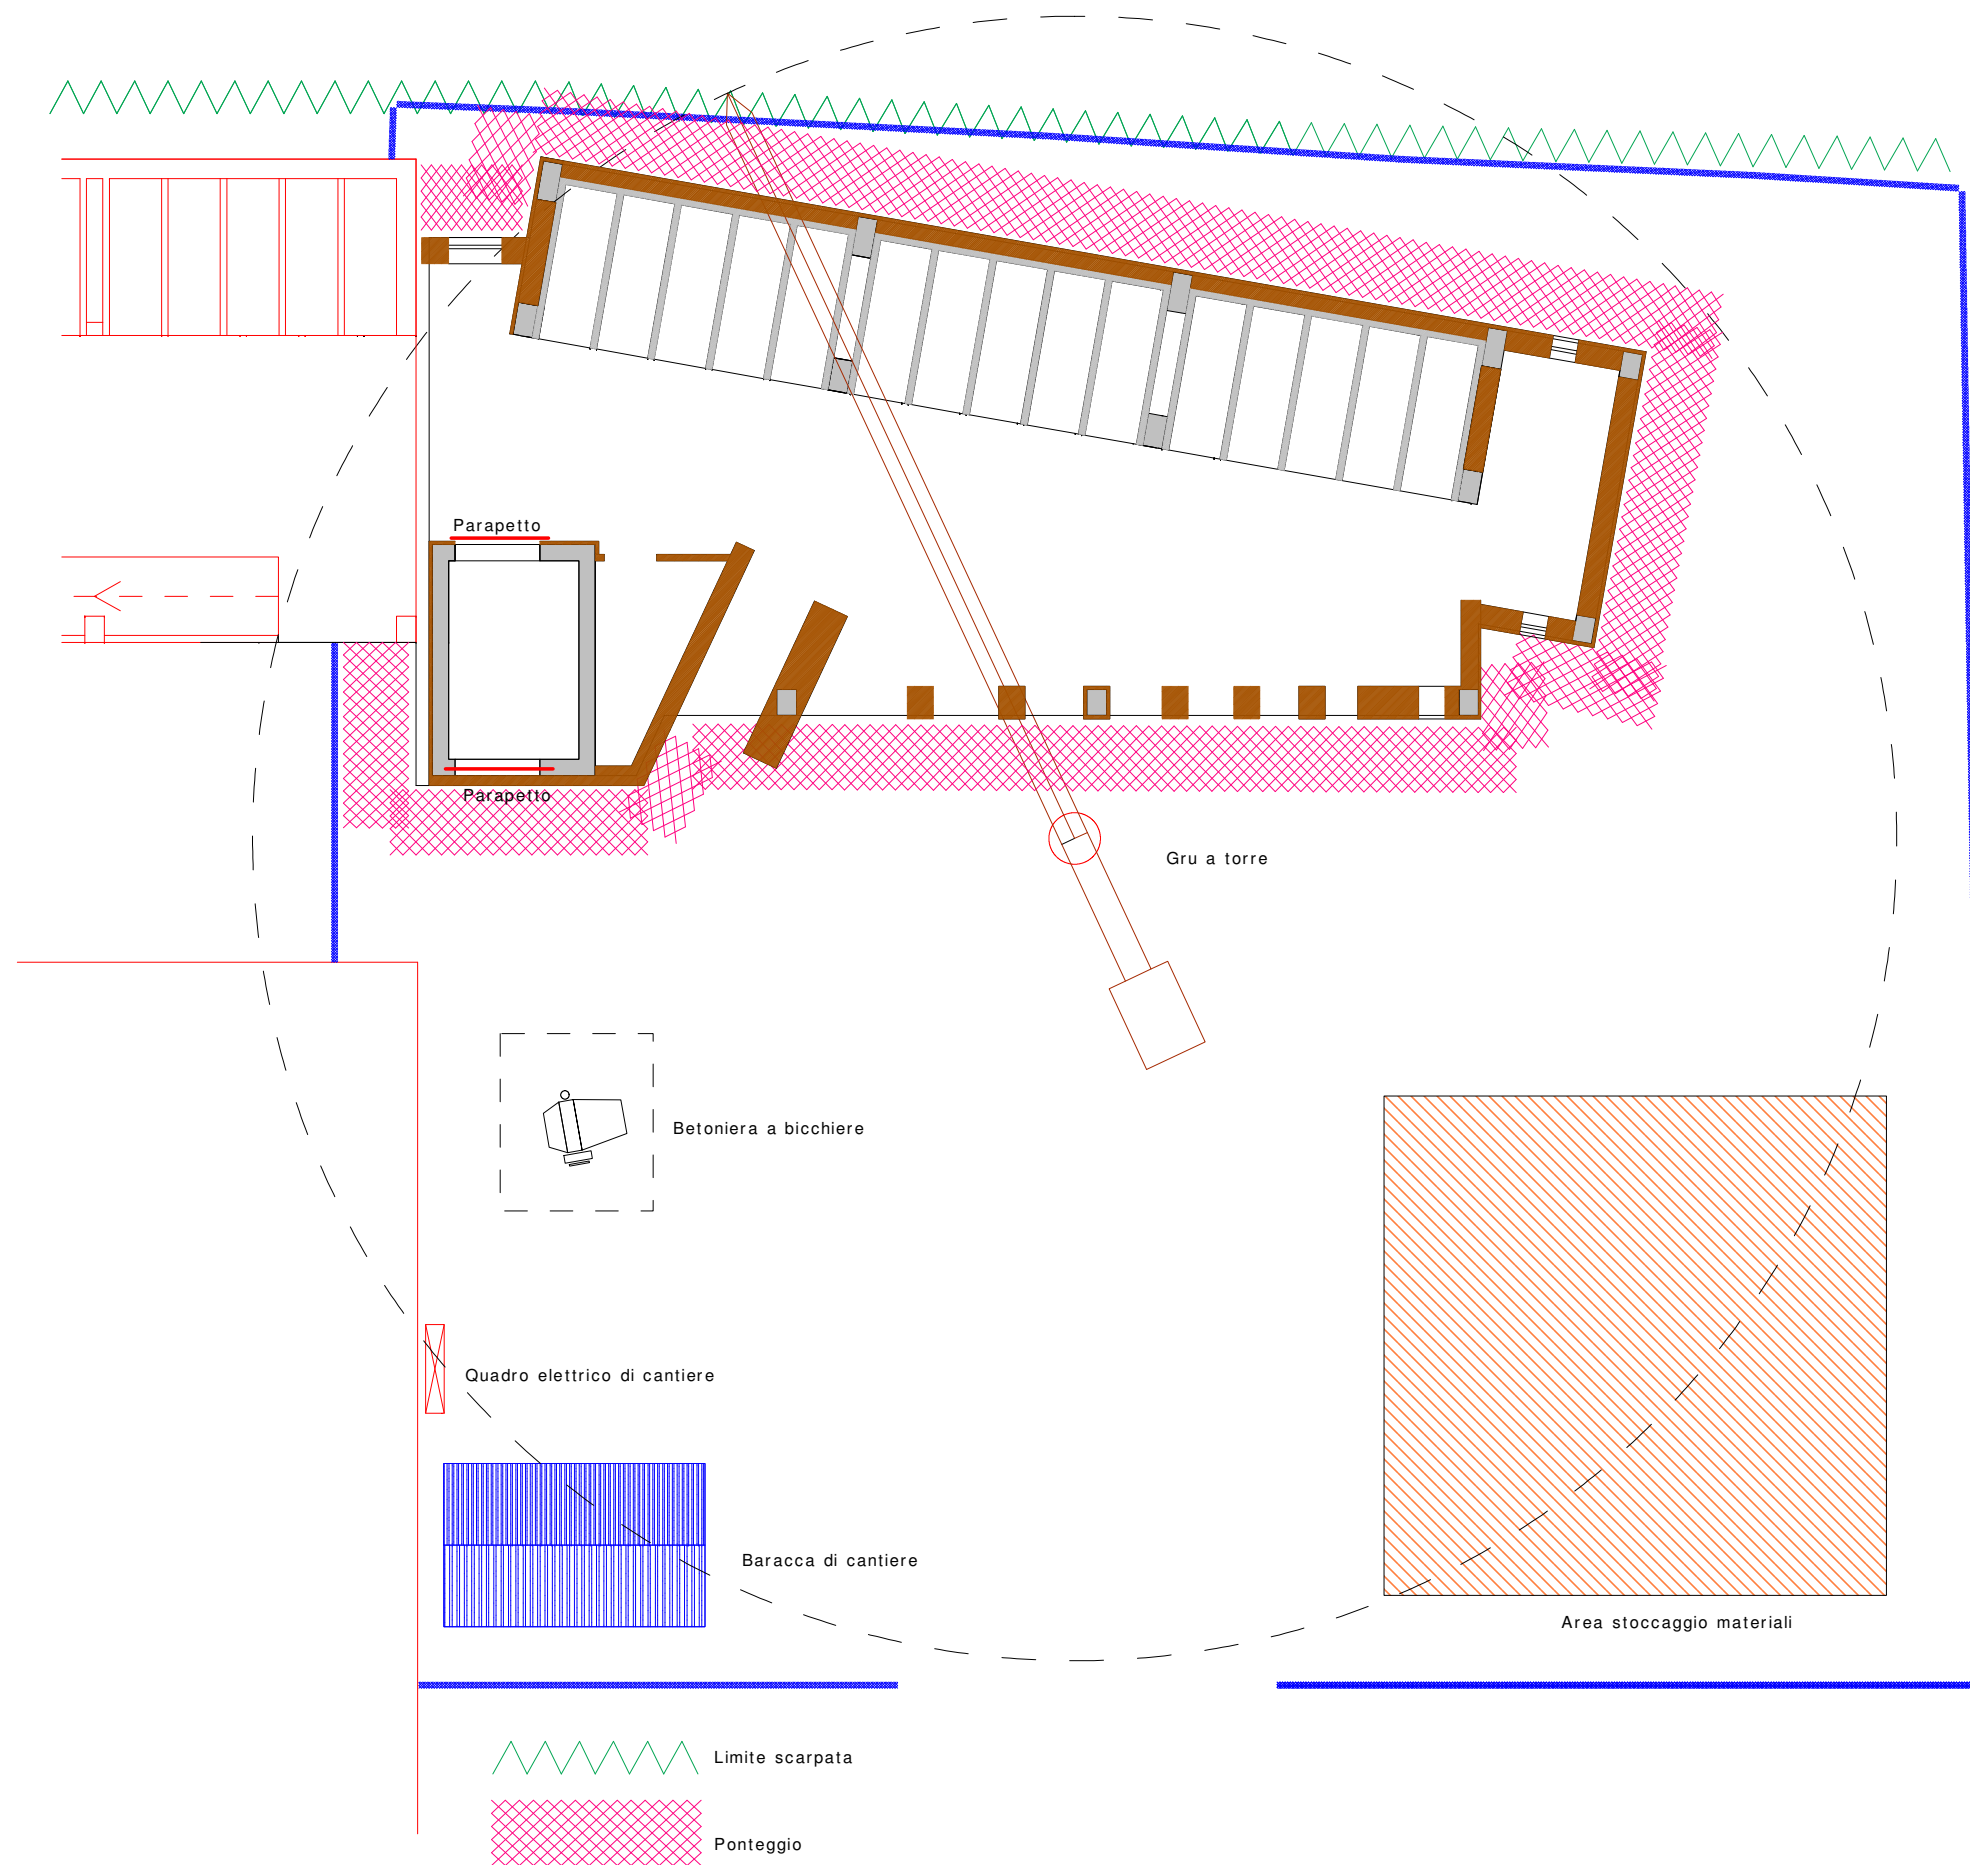 Parapetto
Parapetto
Gru a torre
Betoniera a bicchiere
Quadro elettrico di cantiere
Baracca di cantiere
Area stoccaggio materiali
Limite scarpata
Ponteggio